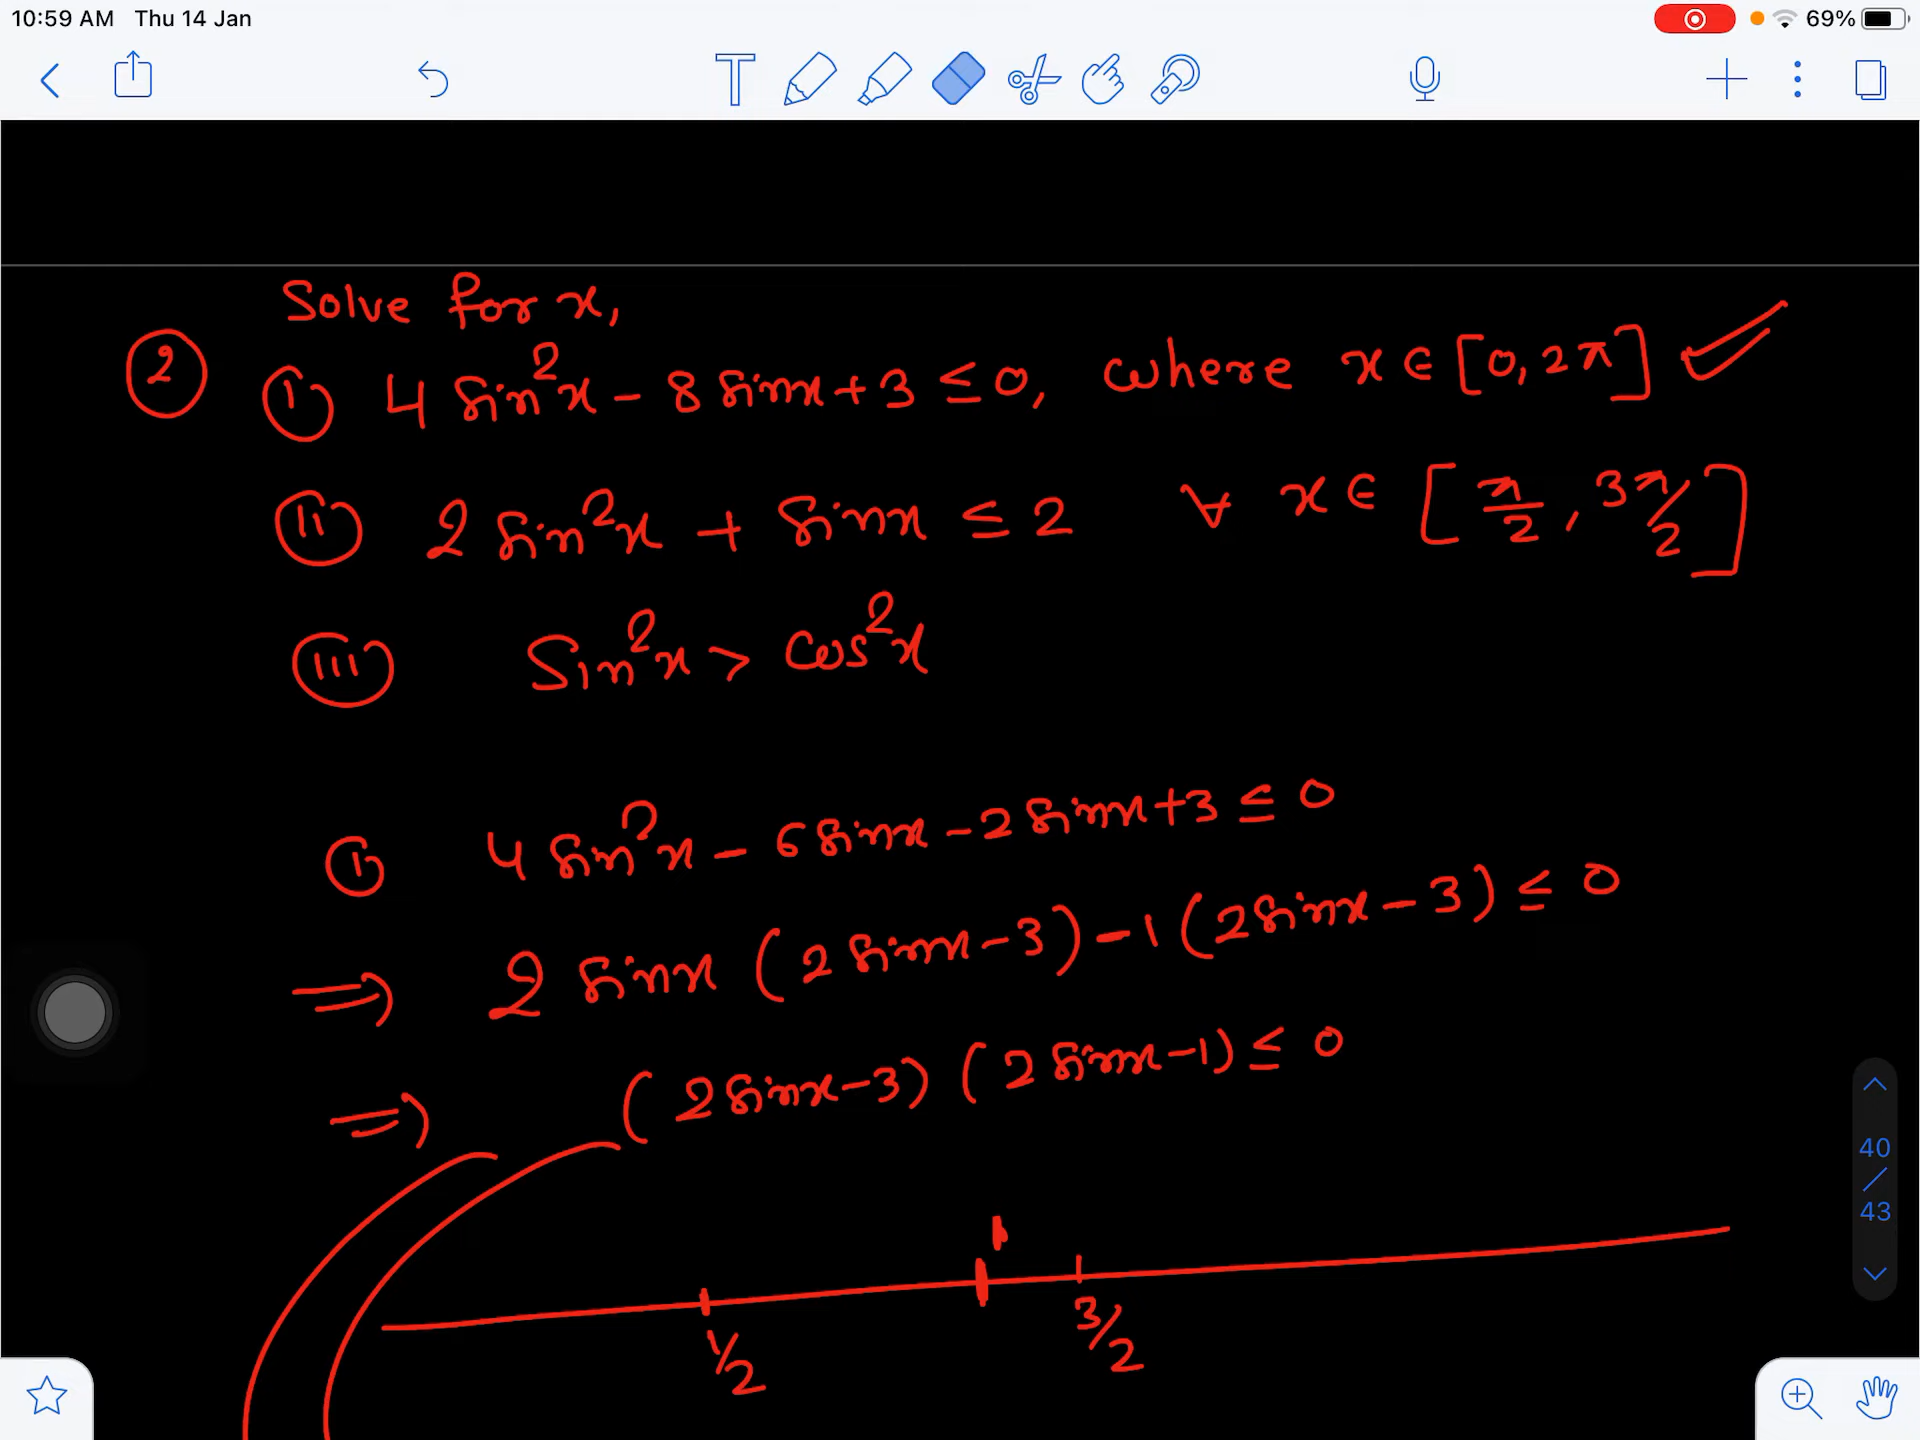 10:59 AM Thu 14 Jan 69%
Solve for x,
② ⓘ 4 sin²x - 8 sinx + 3 ≤ 0, where x ∈ [0, 2π] ✓
ⓘⓘ 2 sin²x + sinx ≤ 2 ∀ x ∈ [π/2, 3π/2]
ⓘⓘⓘ Sin²x > cos²x
ⓘ 4 sin²x - 6 sinx - 2 sinx + 3 ≤ 0
⇒ 2 sinx (2 sinx - 3) - 1 (2 sinx - 3) ≤ 0
⇒ (2 sinx - 3) (2 sinx - 1) ≤ 0
1
1/2 3/2
40
/
43